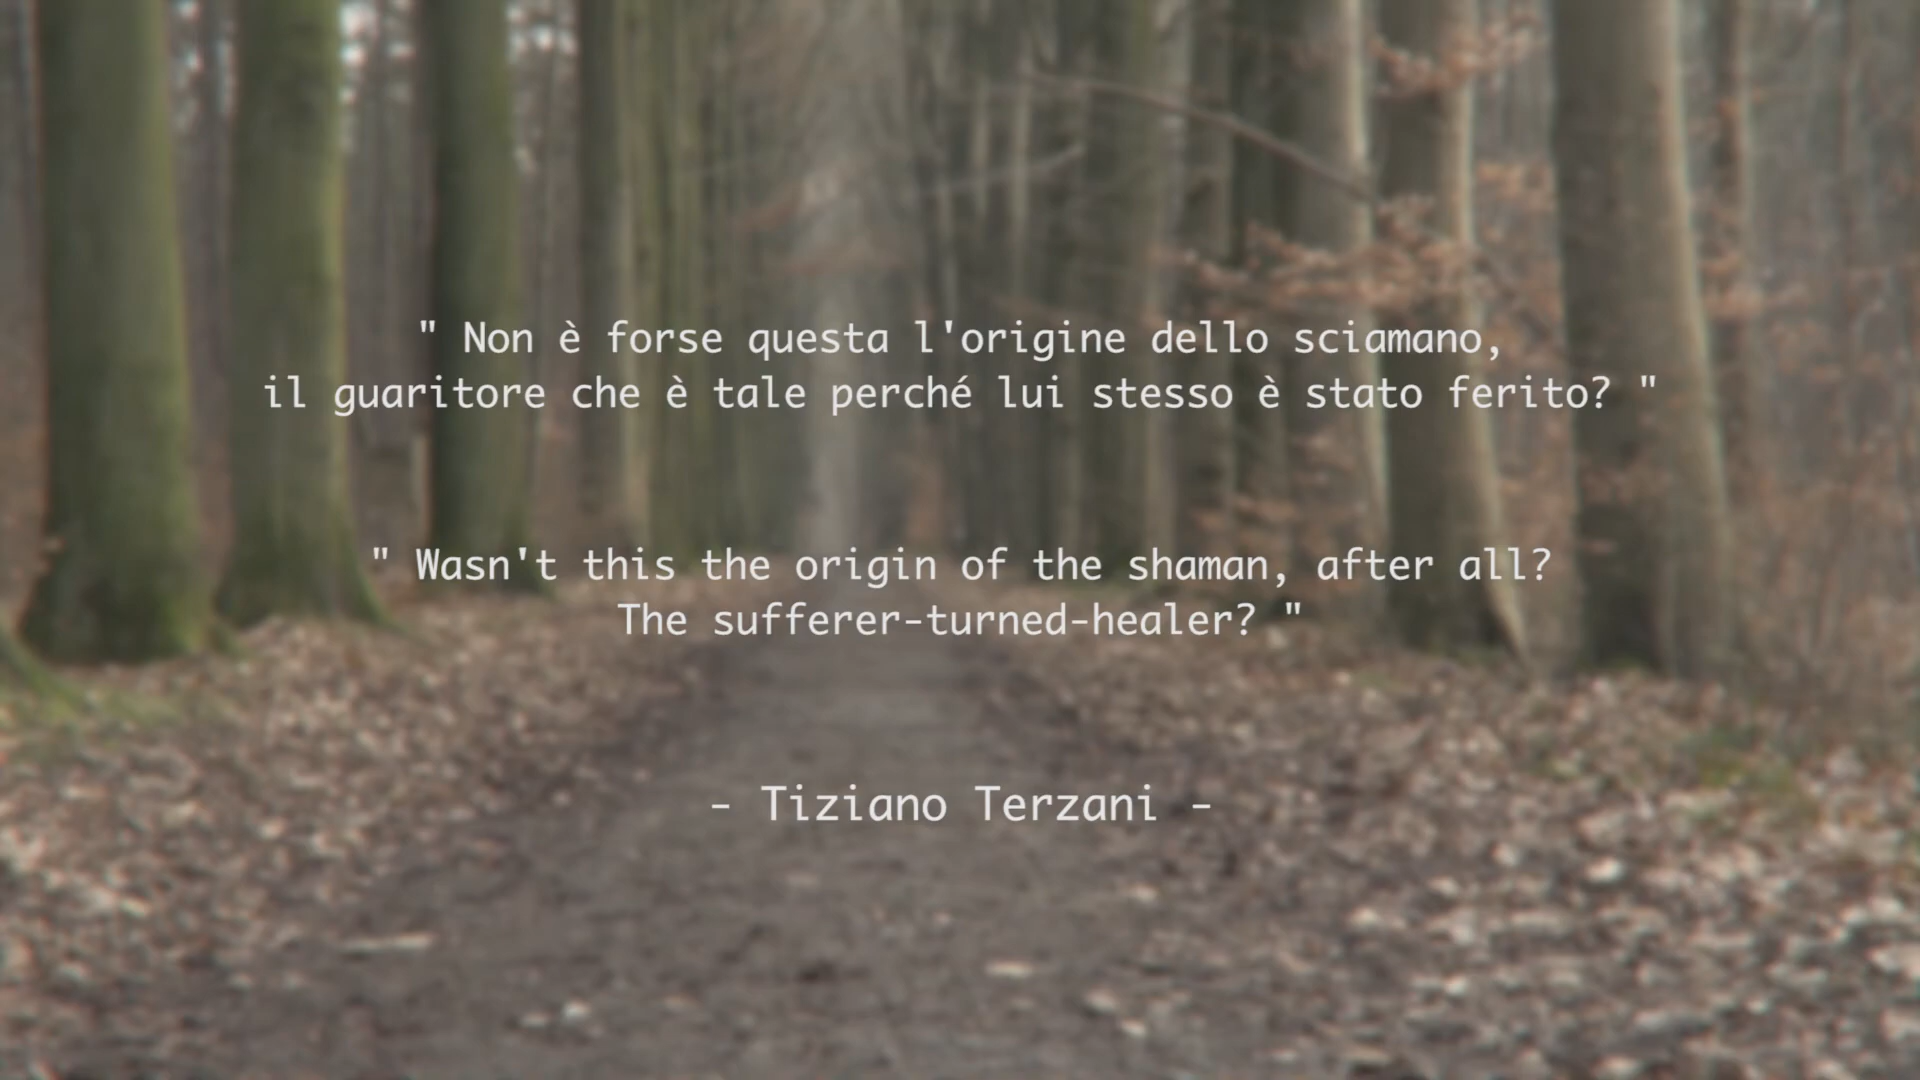 " Non è forse questa l'origine dello sciamano,
il guaritore che è tale perché lui stesso è stato ferito? "
" Wasn't this the origin of the shaman, after all?
The sufferer-turned-healer? "
- Tiziano Terzani -